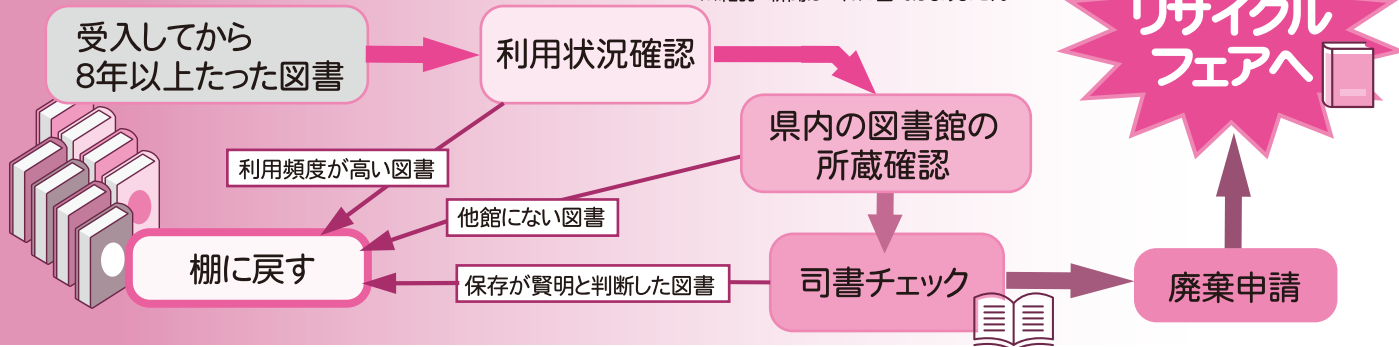 受入してから
8年以上たった図書
利用状況確認
リサイクル
フェアへ
県内の図書館の
所蔵確認
利用頻度が高い図書
他館にない図書
棚に戻す
保存が賢明と判断した図書
司書チェック
廃棄申請